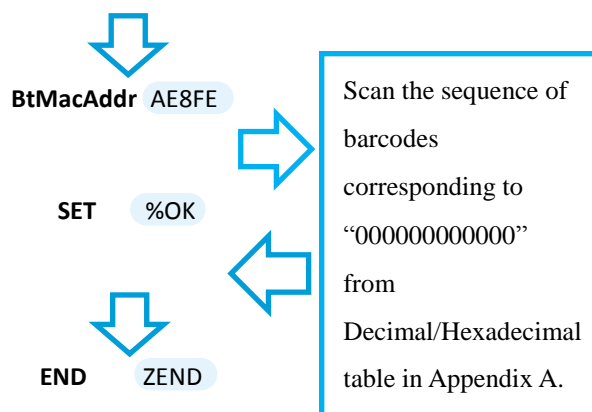 BtMacAddr AE8FE
SET %OK
END ZEND
Scan the sequence of
barcodes
corresponding to
“000000000000”
from
Decimal/Hexadecimal
table in Appendix A.